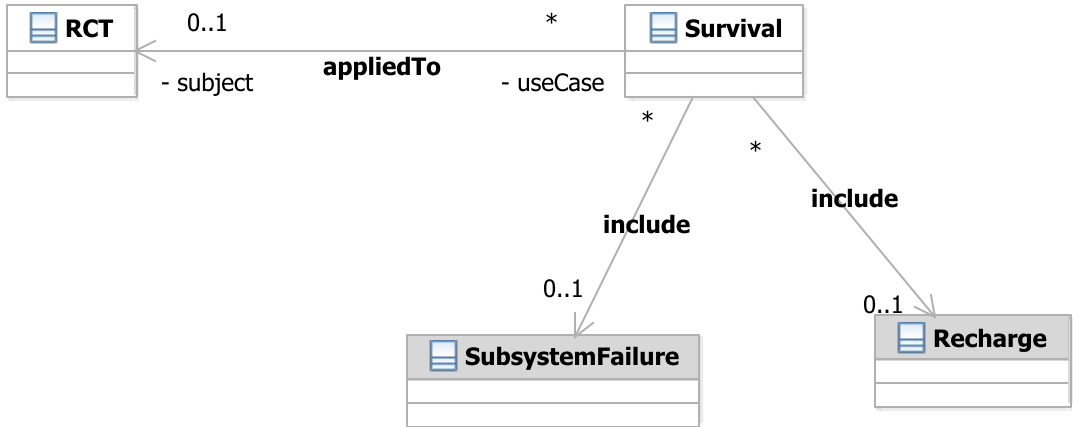 RCT
0..1
*
Survival
appliedTo
- subject
- useCase
*
*
include
include
0..1
0..1
SubsystemFailure
Recharge